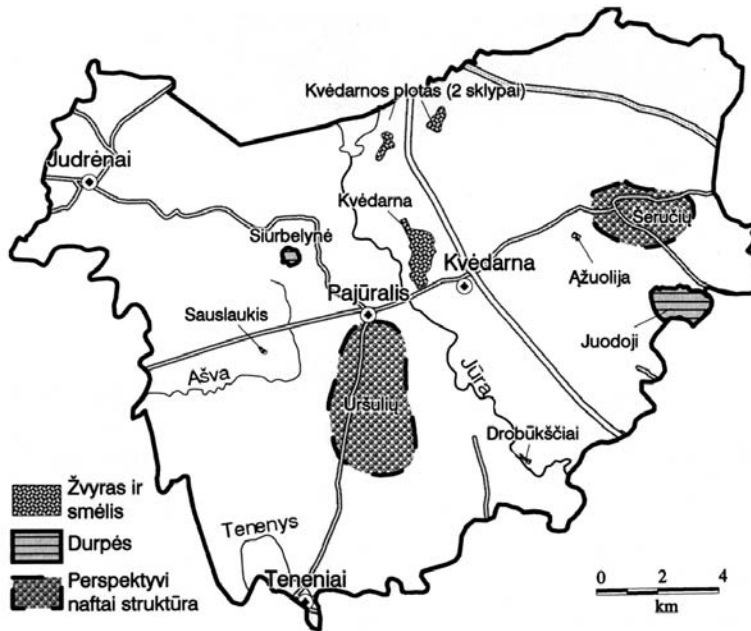 Kvėdarnos plotas (2 sklypai)
Judrėnai
Kvėdarna
Šeručių
Siurbelynė
Kvėdarna
Ąžuolija
Pajūralis
Sauslaukis
Juodoji
Ašva
Jūra
Uršulių
Drobūkščiai
Žvyras ir
smėlis
Durpės
Tenenys
Perspektyvi
naftai struktūra
Teneniai
0 2 4
km